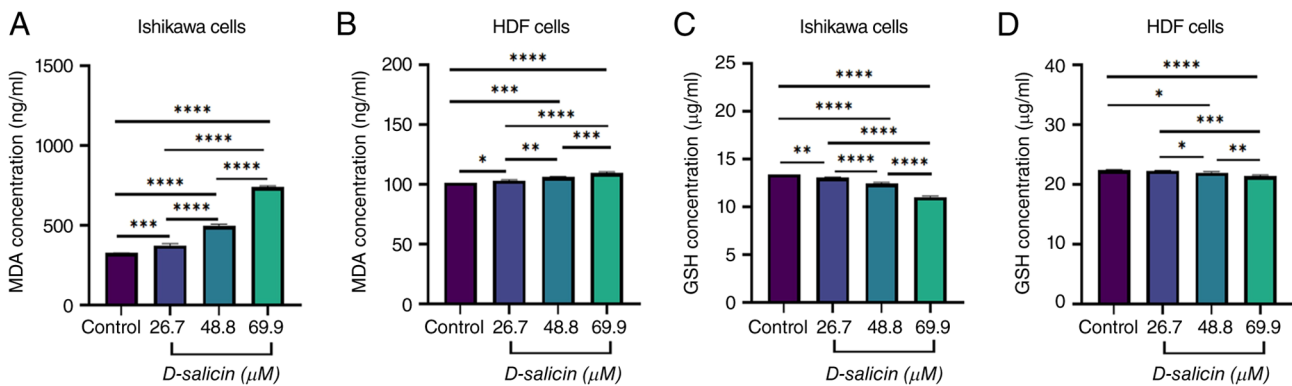 A
Ishikawa cells
MDA concentration (ng/ml)
1500
1000
500
0
****
****
****
****
***
****
Control
26.7
48.8
69.9
D-salicin (μM)
B
HDF cells
MDA concentration (ng/ml)
200
150
100
50
0
****
***
****
***
**
*
Control
26.7
48.8
69.9
D-salicin (μM)
C
Ishikawa cells
GSH concentration (μg/ml)
25
20
15
10
5
0
****
****
****
**
****
****
Control
26.7
48.8
69.9
D-salicin (μM)
D
HDF cells
GSH concentration (μg/ml)
40
30
20
10
0
****
*
***
*
**
Control
26.7
48.8
69.9
D-salicin (μM)